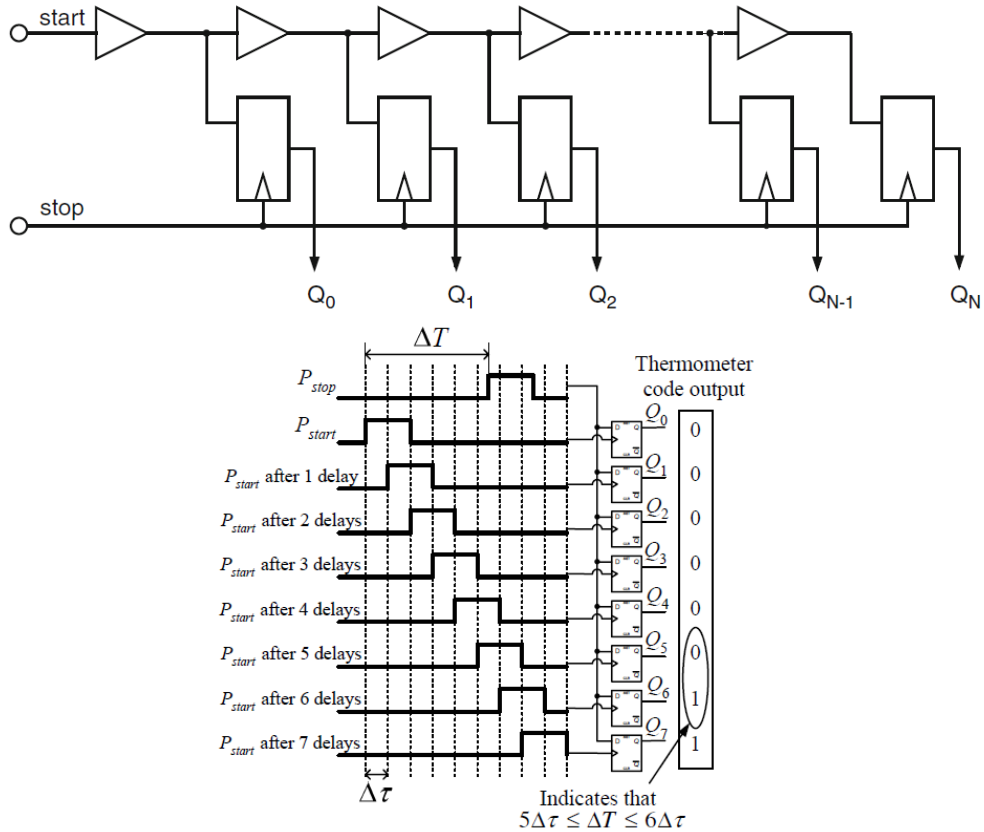 start
stop
Q0 Q1 Q2 QN-1 QN
ΔT
Thermometer
code output
Pstop
Pstart
Q0 0
Pstart after 1 delay
Q1 0
Pstart after 2 delays
Q2 0
Pstart after 3 delays
Q3 0
Pstart after 4 delays
Q4 0
Pstart after 5 delays
Q5 0
Pstart after 6 delays
Q6 1
Pstart after 7 delays
Q7 1
Δτ
Indicates that
5Δτ ≤ ΔT ≤ 6Δτ